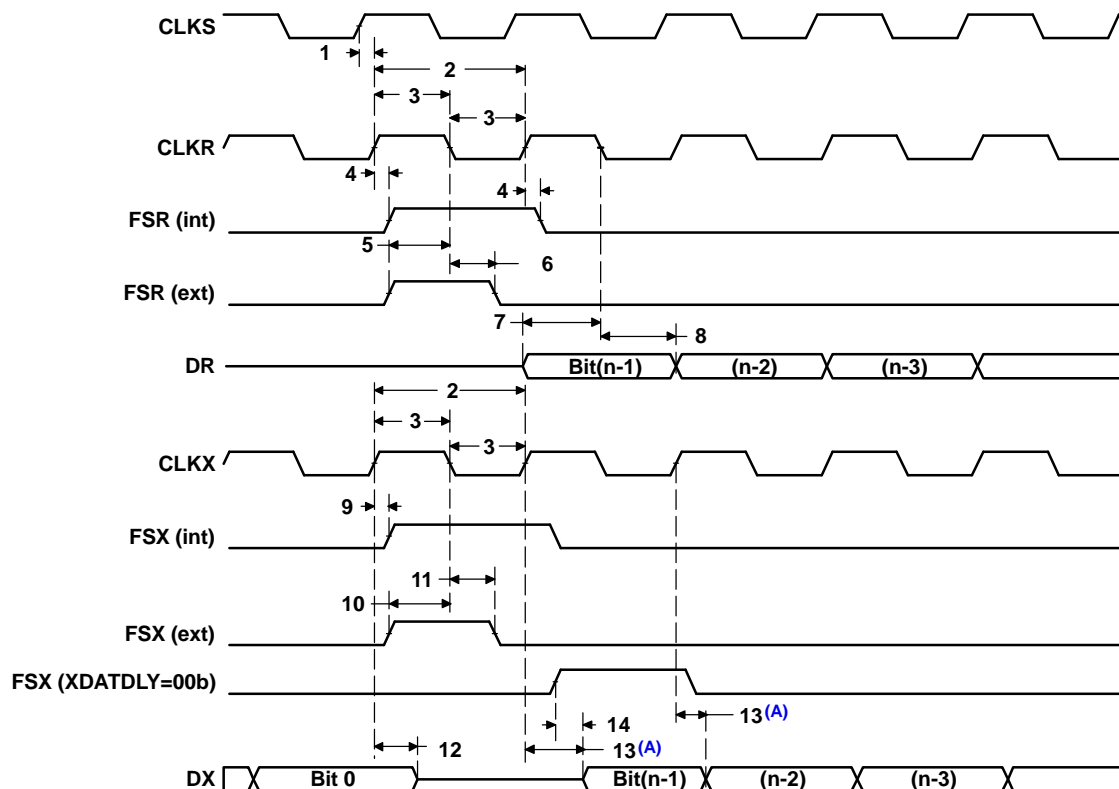 CLKS
1
2
3
3
CLKR
4
4
FSR (int)
5
6
FSR (ext)
7
8
DR
Bit(n-1)
(n-2)
(n-3)
2
3
3
CLKX
9
FSX (int)
11
10
FSX (ext)
FSX (XDATDLY=00b)
13(A)
14
12
13(A)
DX
Bit 0
Bit(n-1)
(n-2)
(n-3)